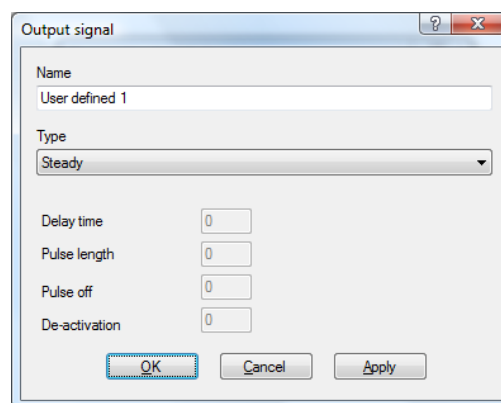 Output signal
Name
User defined 1
Type
Steady
Delay time 0
Pulse length 0
Pulse off 0
De-activation 0
OK Cancel Apply